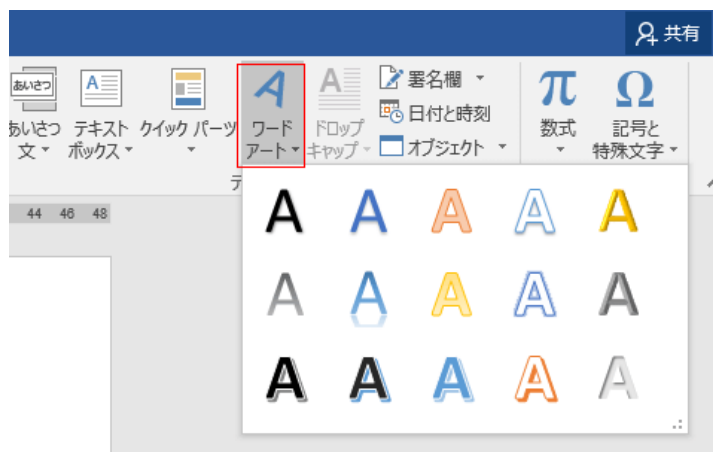 共有
あいさつ
あいさつ
文
テキスト
ボックス
クイック パーツ
ワード
アート
ドロップ
キャップ
署名欄
日付と時刻
オブジェクト
数式
記号と
特殊文字
44 46 48
A A A A A
A A A A A
A A A A A